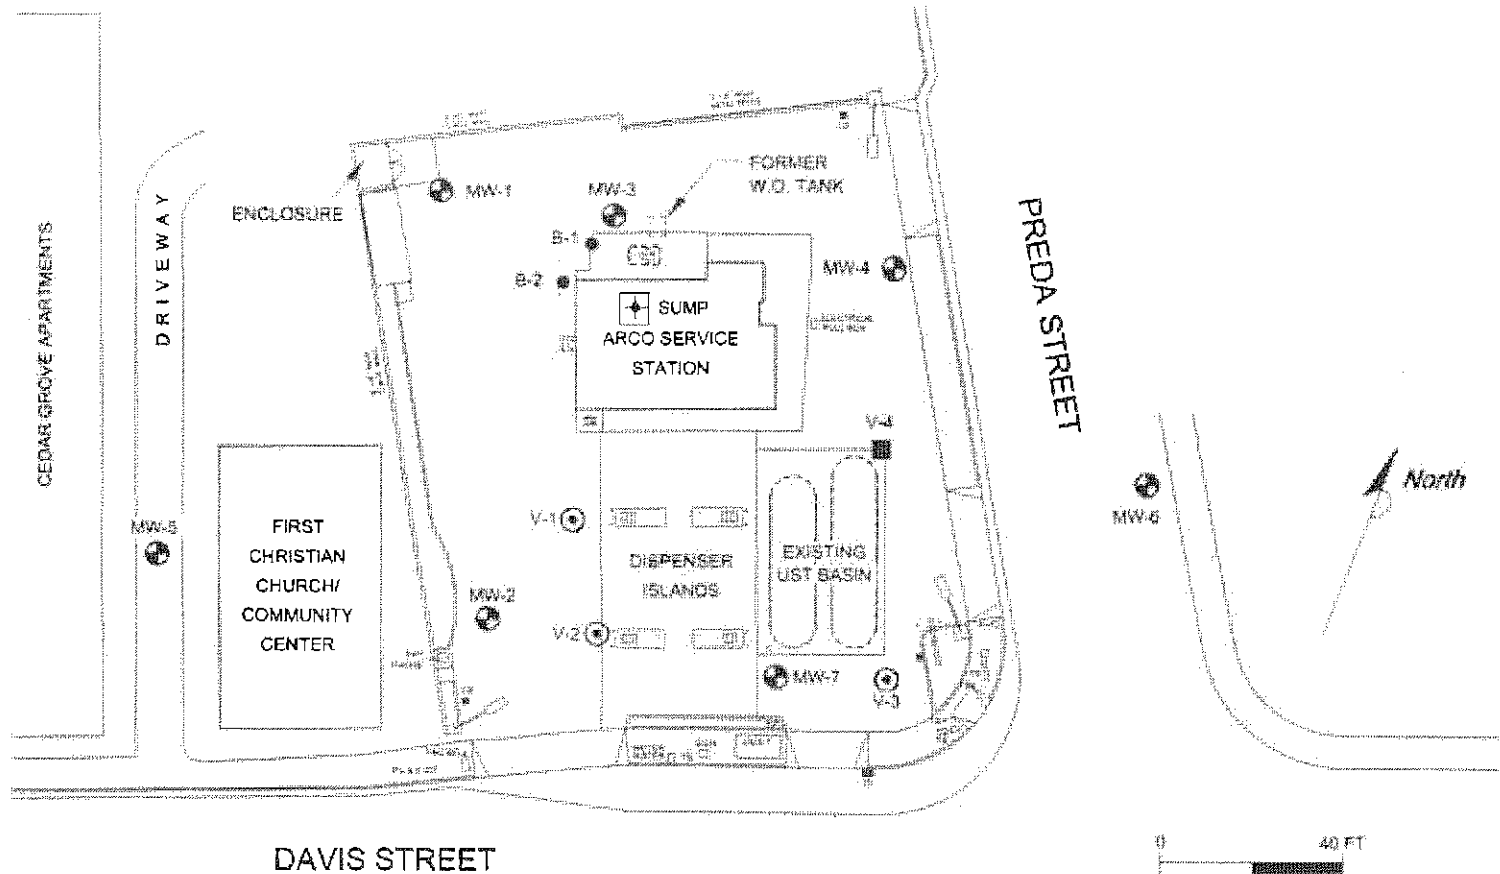 FORMER
W.O. TANK
MW-1
MW-3
ENCLOSURE
B-1
B-2
MW-4
SUMP
ARCO SERVICE
STATION
DRIVEWAY
CEDAR GROVE APARTMENTS
PREDA STREET
V-4
North
MW-6
MW-5
FIRST
CHRISTIAN
CHURCH/
COMMUNITY
CENTER
V-1
DISPENSER
ISLANDS
EXISTING
UST BASIN
MW-2
V-2
MW-7
V-3
DAVIS STREET
0
40 FT